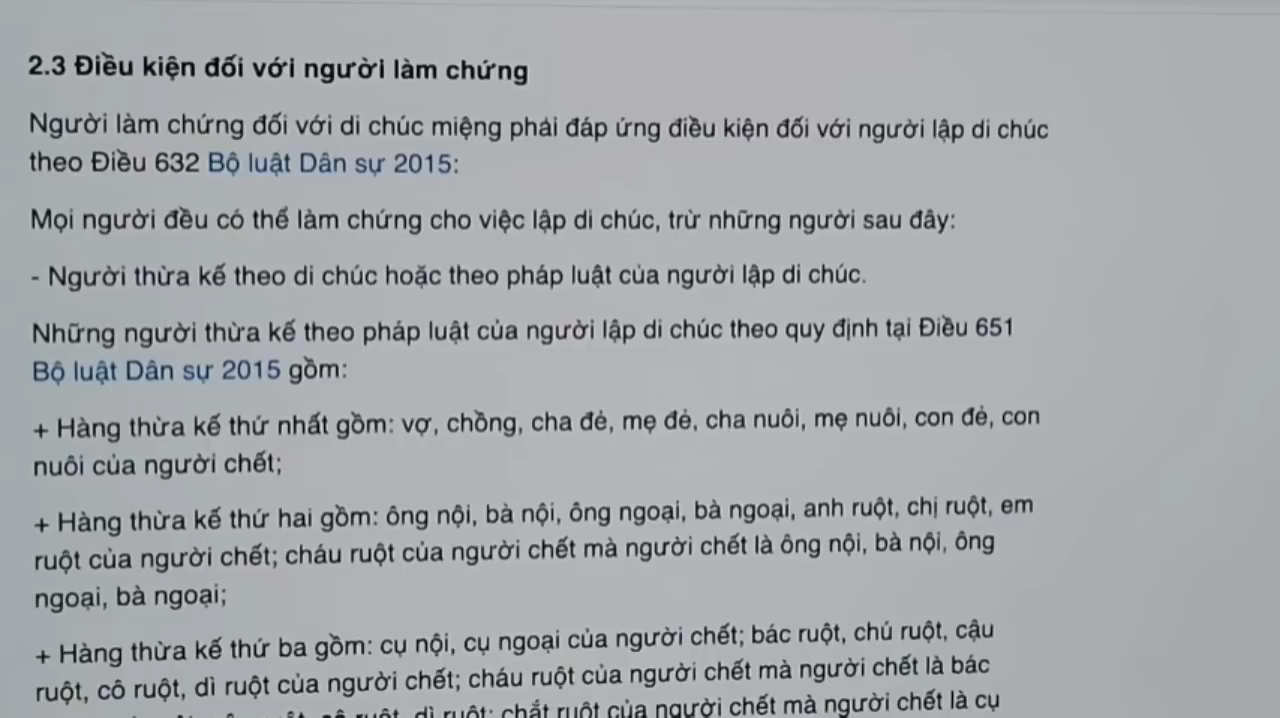 2.3 Điều kiện đối với người làm chứng
Người làm chứng đối với di chúc miệng phải đáp ứng điều kiện đối với người lập di chúc
theo Điều 632 Bộ luật Dân sự 2015:
Mọi người đều có thể làm chứng cho việc lập di chúc, trừ những người sau đây:
- Người thừa kế theo di chúc hoặc theo pháp luật của người lập di chúc.
Những người thừa kế theo pháp luật của người lập di chúc theo quy định tại Điều 651
Bộ luật Dân sự 2015 gồm:
+ Hàng thừa kế thứ nhất gồm: vợ, chồng, cha đẻ, mẹ đẻ, cha nuôi, mẹ nuôi, con đẻ, con
nuôi của người chết;
+ Hàng thừa kế thứ hai gồm: ông nội, bà nội, ông ngoại, bà ngoại, anh ruột, chị ruột, em
ruột của người chết; cháu ruột của người chết mà người chết là ông nội, bà nội, ông
ngoại, bà ngoại;
+ Hàng thừa kế thứ ba gồm: cụ nội, cụ ngoại của người chết; bác ruột, chú ruột, cậu
ruột, cô ruột, dì ruột của người chết; cháu ruột của người chết mà người chết là bác
cô ruột, dì ruột; chắt ruột của người chết mà người chết là cụ